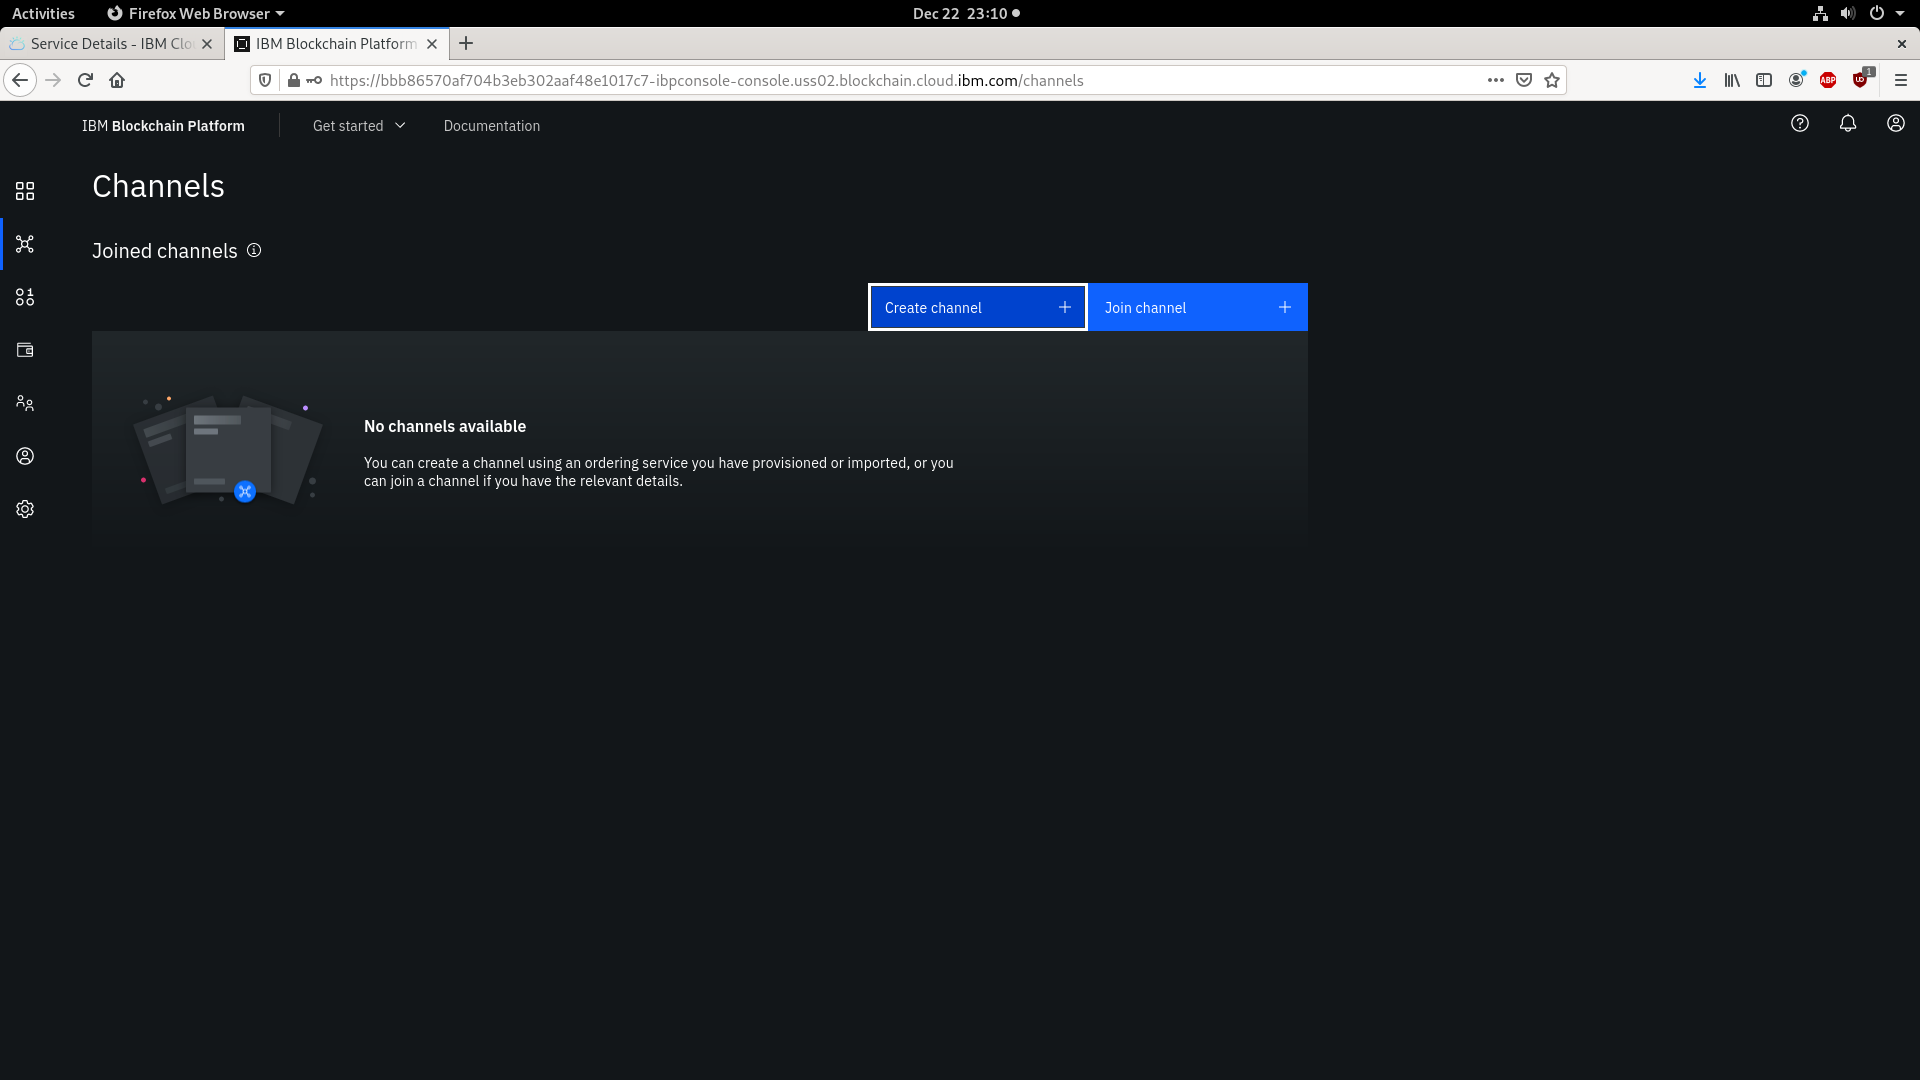 Activities
Firefox Web Browser
Dec 22 23:10
Service Details - IBM Clo
IBM Blockchain Platform
https://bbb86570af704b3eb302aaf48e1017c7-ibpconsole-console.uss02.blockchain.cloud.ibm.com/channels
ABP
1
IBM Blockchain Platform
Get started
Documentation
Channels
Joined channels
Create channel
Join channel
No channels available
You can create a channel using an ordering service you have provisioned or imported, or you
can join a channel if you have the relevant details.